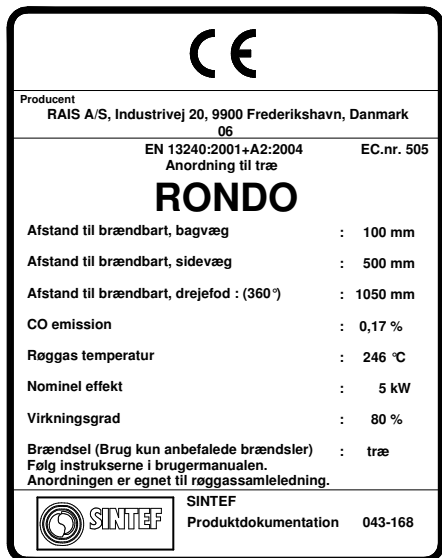 CE
Producent
RAIS A/S, Industrivej 20, 9900 Frederikshavn, Danmark
06
EN 13240:2001+A2:2004 EC.nr. 505
Anordning til træ
RONDO
Afstand til brændbart, bagvæg : 100 mm
Afstand til brændbart, sidevæg : 500 mm
Afstand til brændbart, drejefod : (360°) : 1050 mm
CO emission : 0,17 %
Røggas temperatur : 246 °C
Nominel effekt : 5 kW
Virkningsgrad : 80 %
Brændsel (Brug kun anbefalede brændsler) : træ
Følg instrukserne i brugermanualen.
Anordningen er egnet til røggassamleledning.
SINTEF
SINTEF
Produktdokumentation 043-168